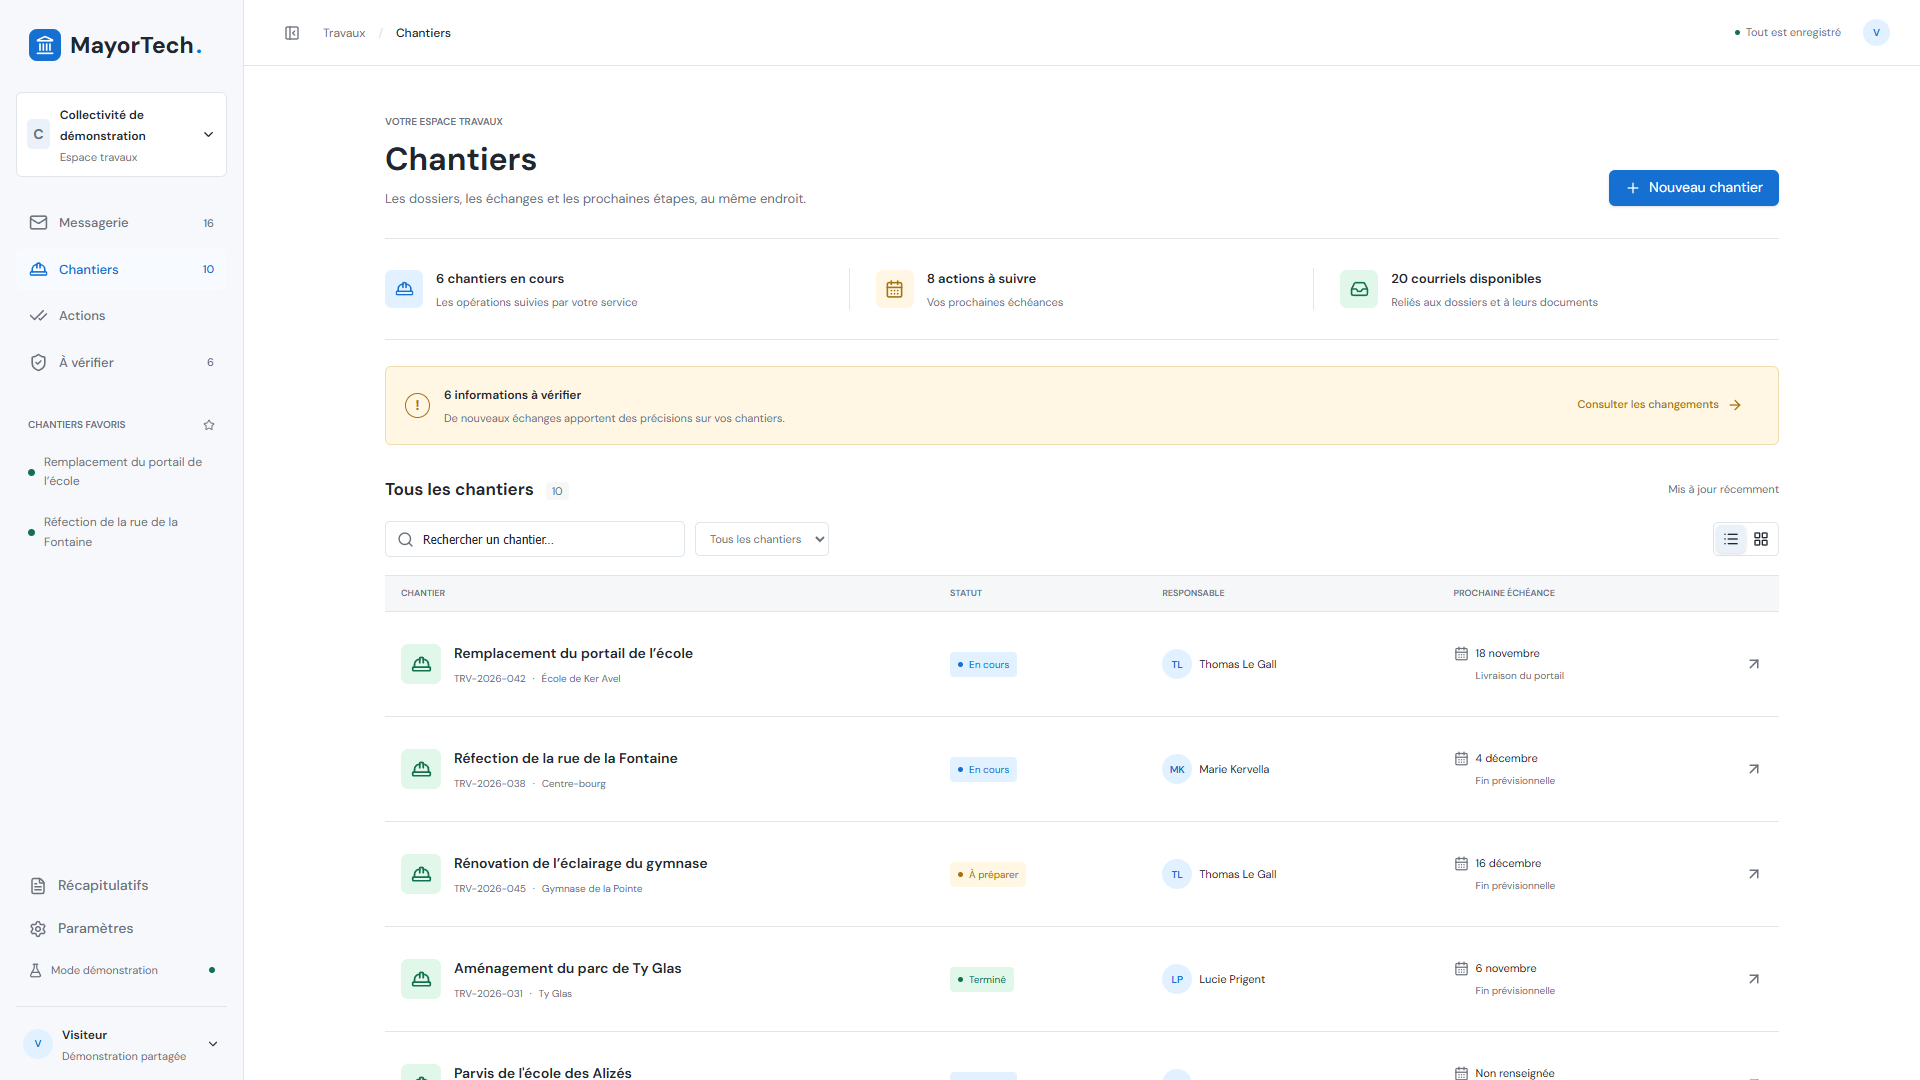 MayorTech.
C
Collectivité de
démonstration
Espace travaux
Messagerie 16
Chantiers 10
Actions
À vérifier 6
CHANTIERS FAVORIS
Remplacement du portail de
l’école
Réfection de la rue de la
Fontaine
Récapitulatifs
Paramètres
Mode démonstration
V
Visiteur
Démonstration partagée
Travaux / Chantiers
Tout est enregistré
V
VOTRE ESPACE TRAVAUX
Chantiers
Les dossiers, les échanges et les prochaines étapes, au même endroit.
Nouveau chantier
6 chantiers en cours
Les opérations suivies par votre service
8 actions à suivre
Vos prochaines échéances
20 courriels disponibles
Reliés aux dossiers et à leurs documents
6 informations à vérifier
De nouveaux échanges apportent des précisions sur vos chantiers.
Consulter les changements
Tous les chantiers 10
Mis à jour récemment
Rechercher un chantier...
Tous les chantiers
CHANTIER STATUT RESPONSABLE PROCHAINE ÉCHÉANCE
Remplacement du portail de l’école
TRV-2026-042 · École de Ker Avel
En cours
TL Thomas Le Gall
18 novembre
Livraison du portail
Réfection de la rue de la Fontaine
TRV-2026-038 · Centre-bourg
En cours
MK Marie Kervella
4 décembre
Fin prévisionnelle
Rénovation de l’éclairage du gymnase
TRV-2026-045 · Gymnase de la Pointe
À préparer
TL Thomas Le Gall
16 décembre
Fin prévisionnelle
Aménagement du parc de Ty Glas
TRV-2026-031 · Ty Glas
Terminé
LP Lucie Prigent
6 novembre
Fin prévisionnelle
Parvis de l'école des Alizés
Non renseignée